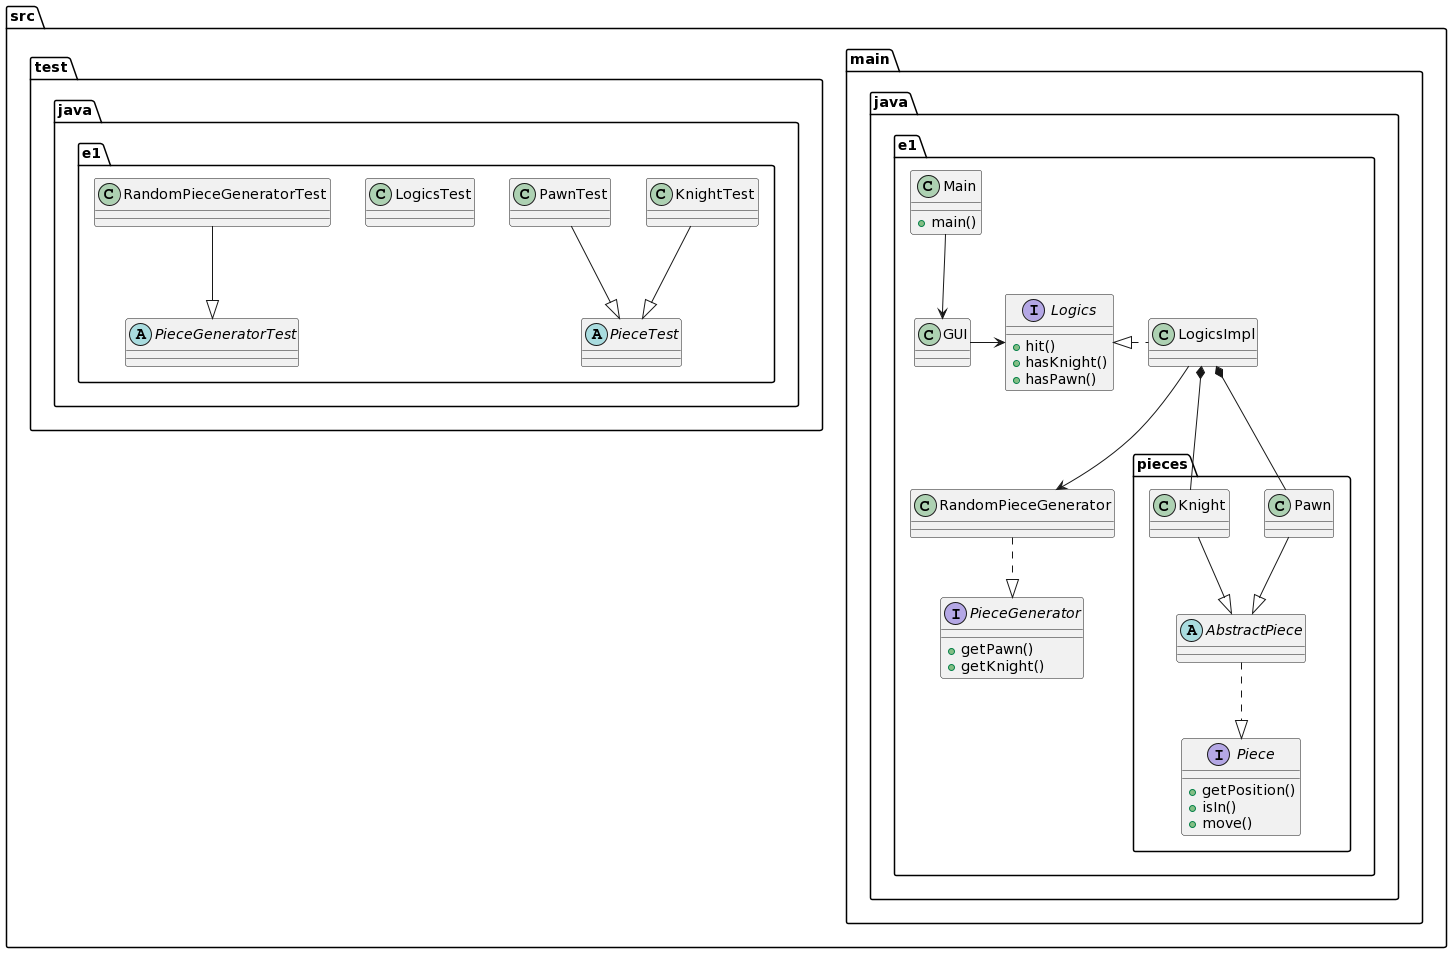 src
test
java
e1
C RandomPieceGeneratorTest
C LogicsTest
C PawnTest
C KnightTest
A PieceGeneratorTest
A PieceTest
main
java
e1
C Main
main()
C GUI
I Logics
hit()
hasKnight()
hasPawn()
C LogicsImpl
C RandomPieceGenerator
I PieceGenerator
getPawn()
getKnight()
pieces
C Knight
C Pawn
A AbstractPiece
I Piece
getPosition()
isIn()
move()